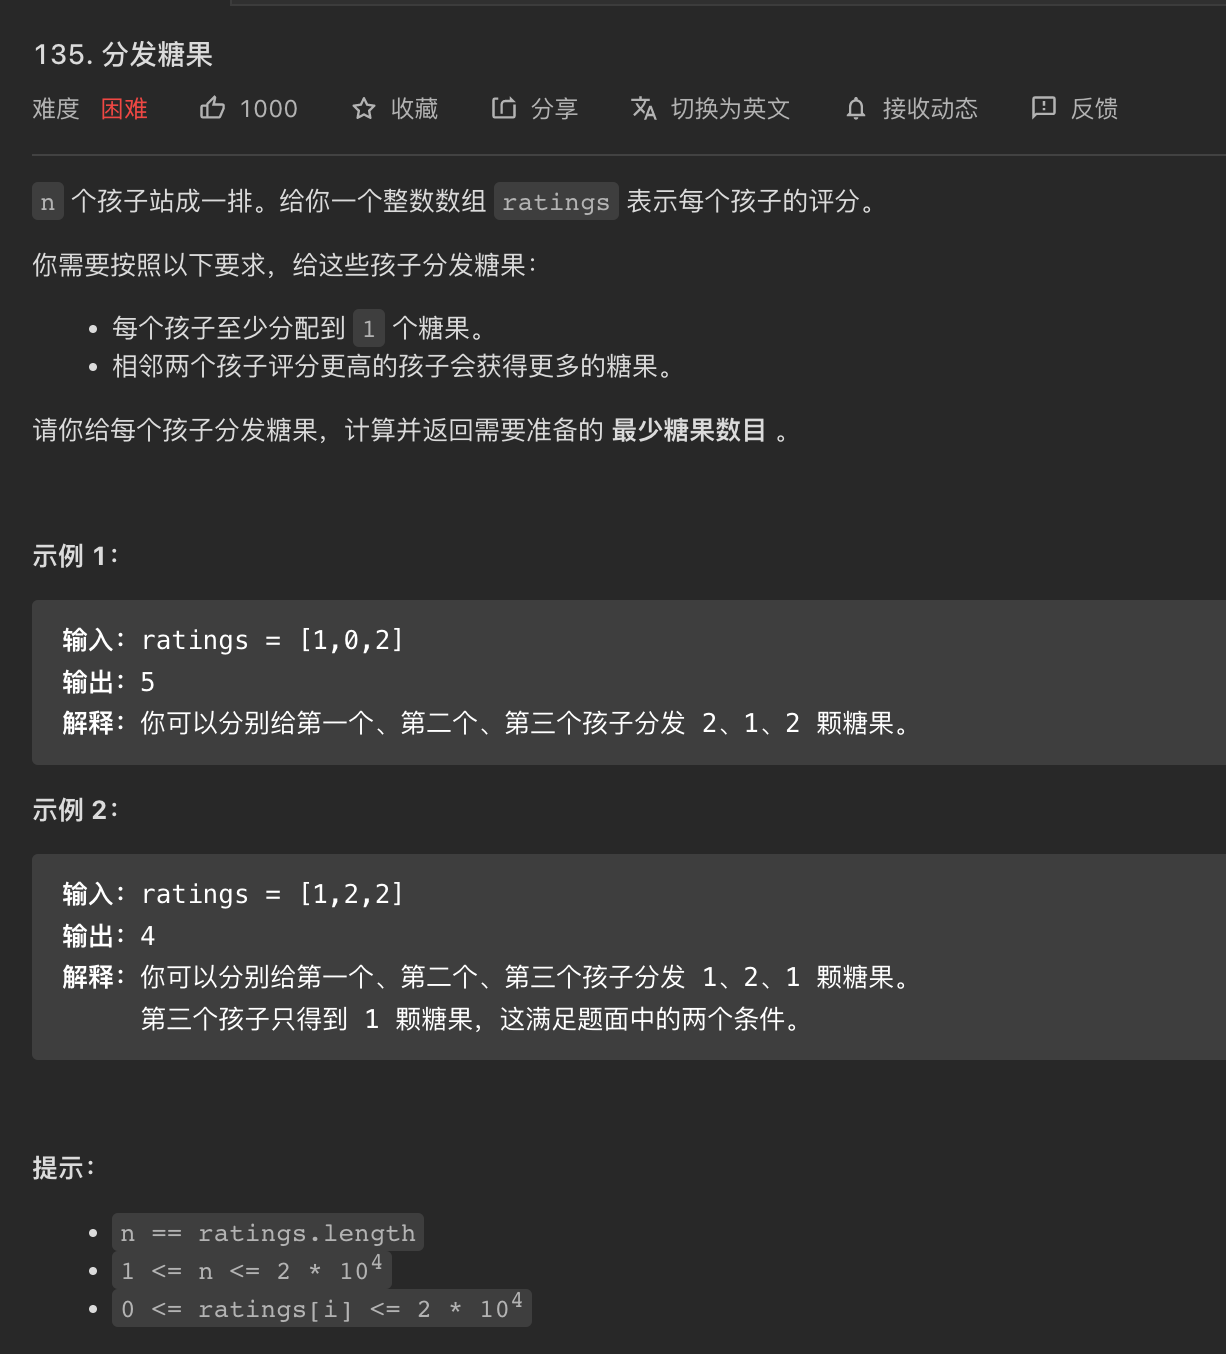 135. 分发糖果
难度 困难 1000 收藏 分享 切换为英文 接收动态 反馈
n 个孩子站成一排。给你一个整数数组 ratings 表示每个孩子的评分。
你需要按照以下要求，给这些孩子分发糖果：
• 每个孩子至少分配到 1 个糖果。
• 相邻两个孩子评分更高的孩子会获得更多的糖果。
请你给每个孩子分发糖果，计算并返回需要准备的 最少糖果数目 。
示例 1：
输入：ratings = [1,0,2]
输出：5
解释：你可以分别给第一个、第二个、第三个孩子分发 2、1、2 颗糖果。
示例 2：
输入：ratings = [1,2,2]
输出：4
解释：你可以分别给第一个、第二个、第三个孩子分发 1、2、1 颗糖果。
第三个孩子只得到 1 颗糖果，这满足题面中的两个条件。
提示：
• n == ratings.length
• 1 <= n <= 2 * 10⁴
• 0 <= ratings[i] <= 2 * 10⁴